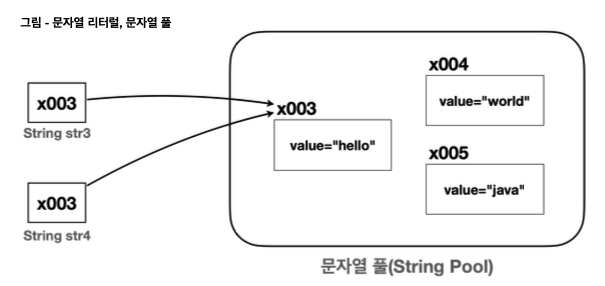 그림 - 문자열 리터럴, 문자열 풀
x003
String str3
x003
String str4
x003
value="hello"
x004
value="world"
x005
value="java"
문자열 풀(String Pool)